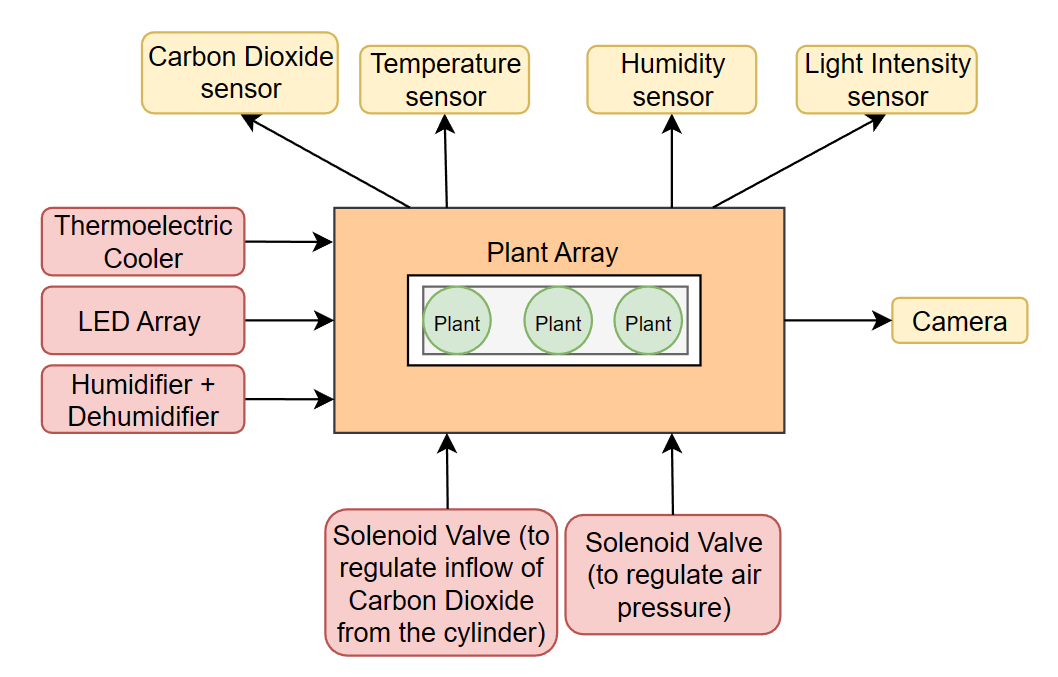 Carbon Dioxide
sensor
Temperature
sensor
Humidity
sensor
Light Intensity
sensor
Thermoelectric
Cooler
LED Array
Humidifier +
Dehumidifier
Plant Array
Plant
Plant
Plant
Camera
Solenoid Valve (to
regulate inflow of
Carbon Dioxide
from the cylinder)
Solenoid Valve
(to regulate air
pressure)